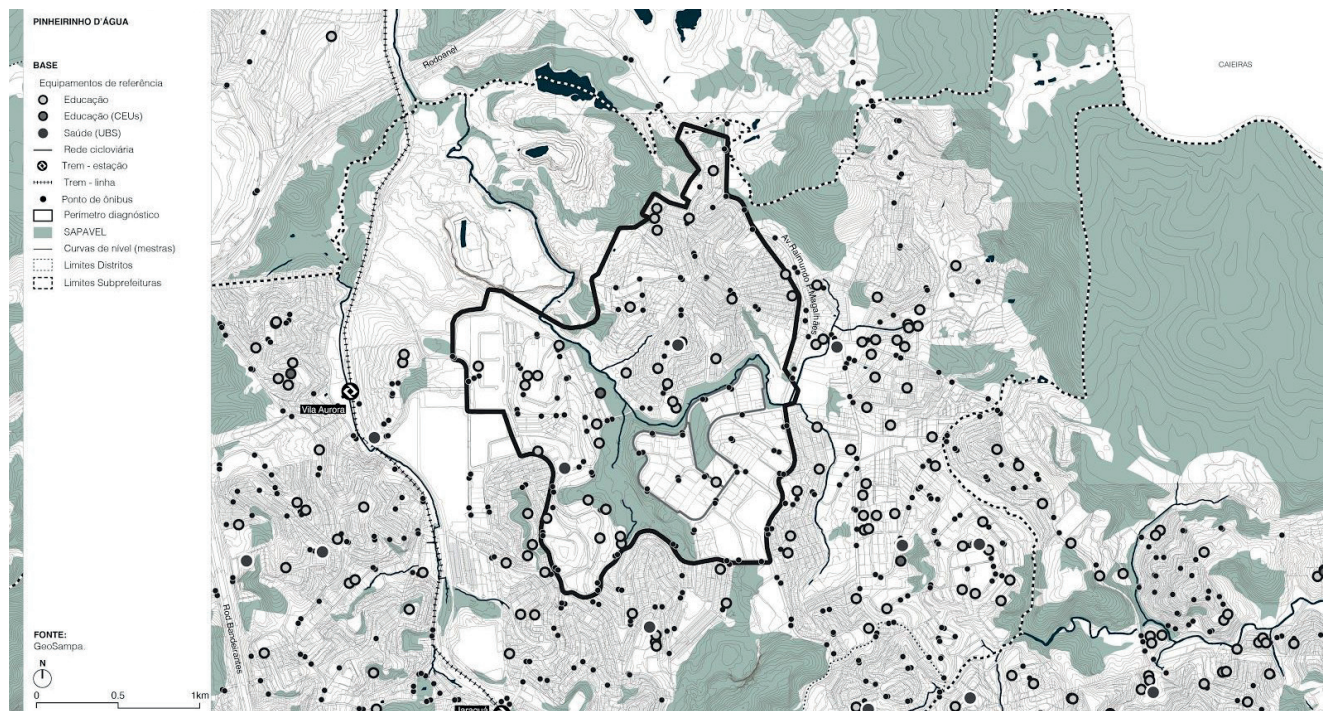 PINHEIRINHO D'ÁGUA
BASE
Equipamentos de referência
Educação
Educação (CEUs)
Saúde (UBS)
Rede cicloviária
Trem - estação
Trem - linha
Ponto de ônibus
Perímetro diagnóstico
SAPAVEL
Curvas de nível (mestras)
Limites Distritos
Limites Subprefeituras
FONTE:
GeoSampa.
N
0 0.5 1km
Rodoanel
CAIEIRAS
Av. Raimundo P. Magalhães
Vila Aurora
Rod. Bandeirantes
Jaraguá